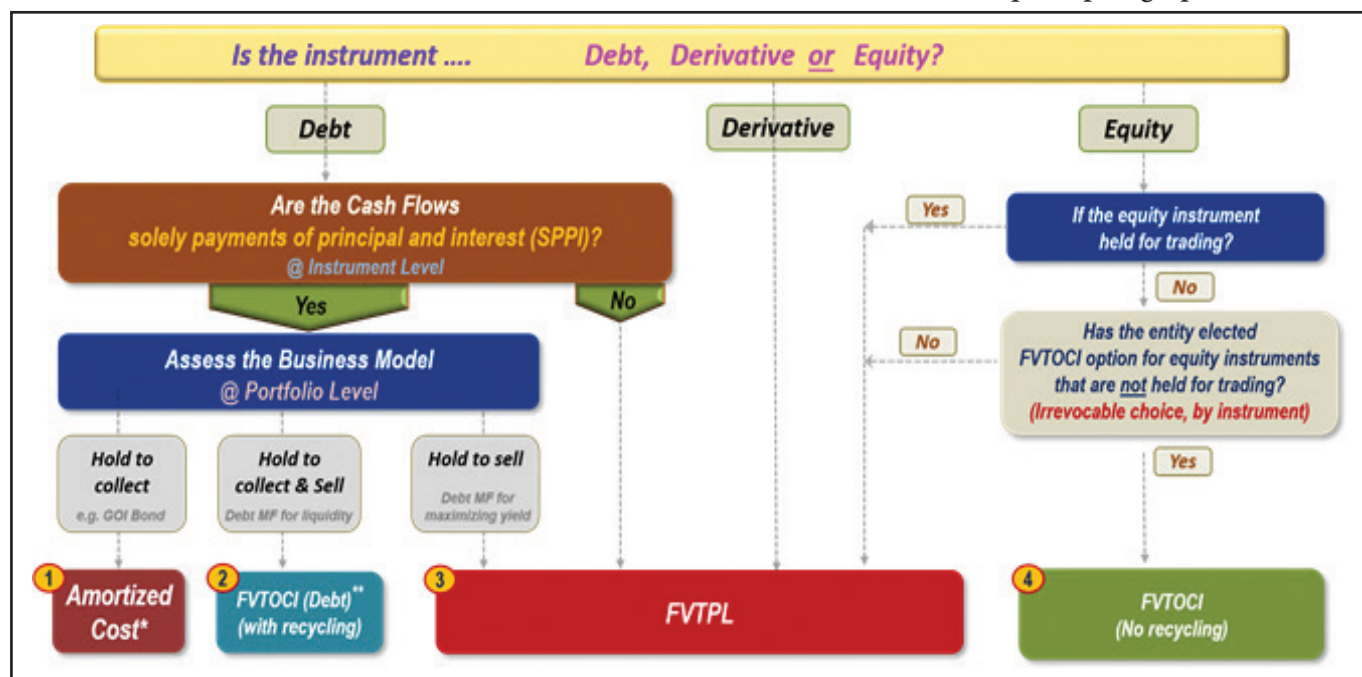 Is the instrument .... Debt, Derivative or Equity?
Debt
Derivative
Equity
Are the Cash Flows
solely payments of principal and interest (SPPI)?
@ Instrument Level
Yes
No
Assess the Business Model
@ Portfolio Level
Hold to
collect
e.g. GOI Bond
Hold to
collect & Sell
Debt MF for liquidity
Hold to sell
Debt MF for
maximizing yield
Yes
If the equity instrument
held for trading?
No
No
Has the entity elected
FVTOCI option for equity instruments
that are not held for trading?
(Irrevocable choice, by instrument)
Yes
1
Amortized
Cost*
2
FVTOCI (Debt)**
(with recycling)
3
FVTPL
4
FVTOCI
(No recycling)